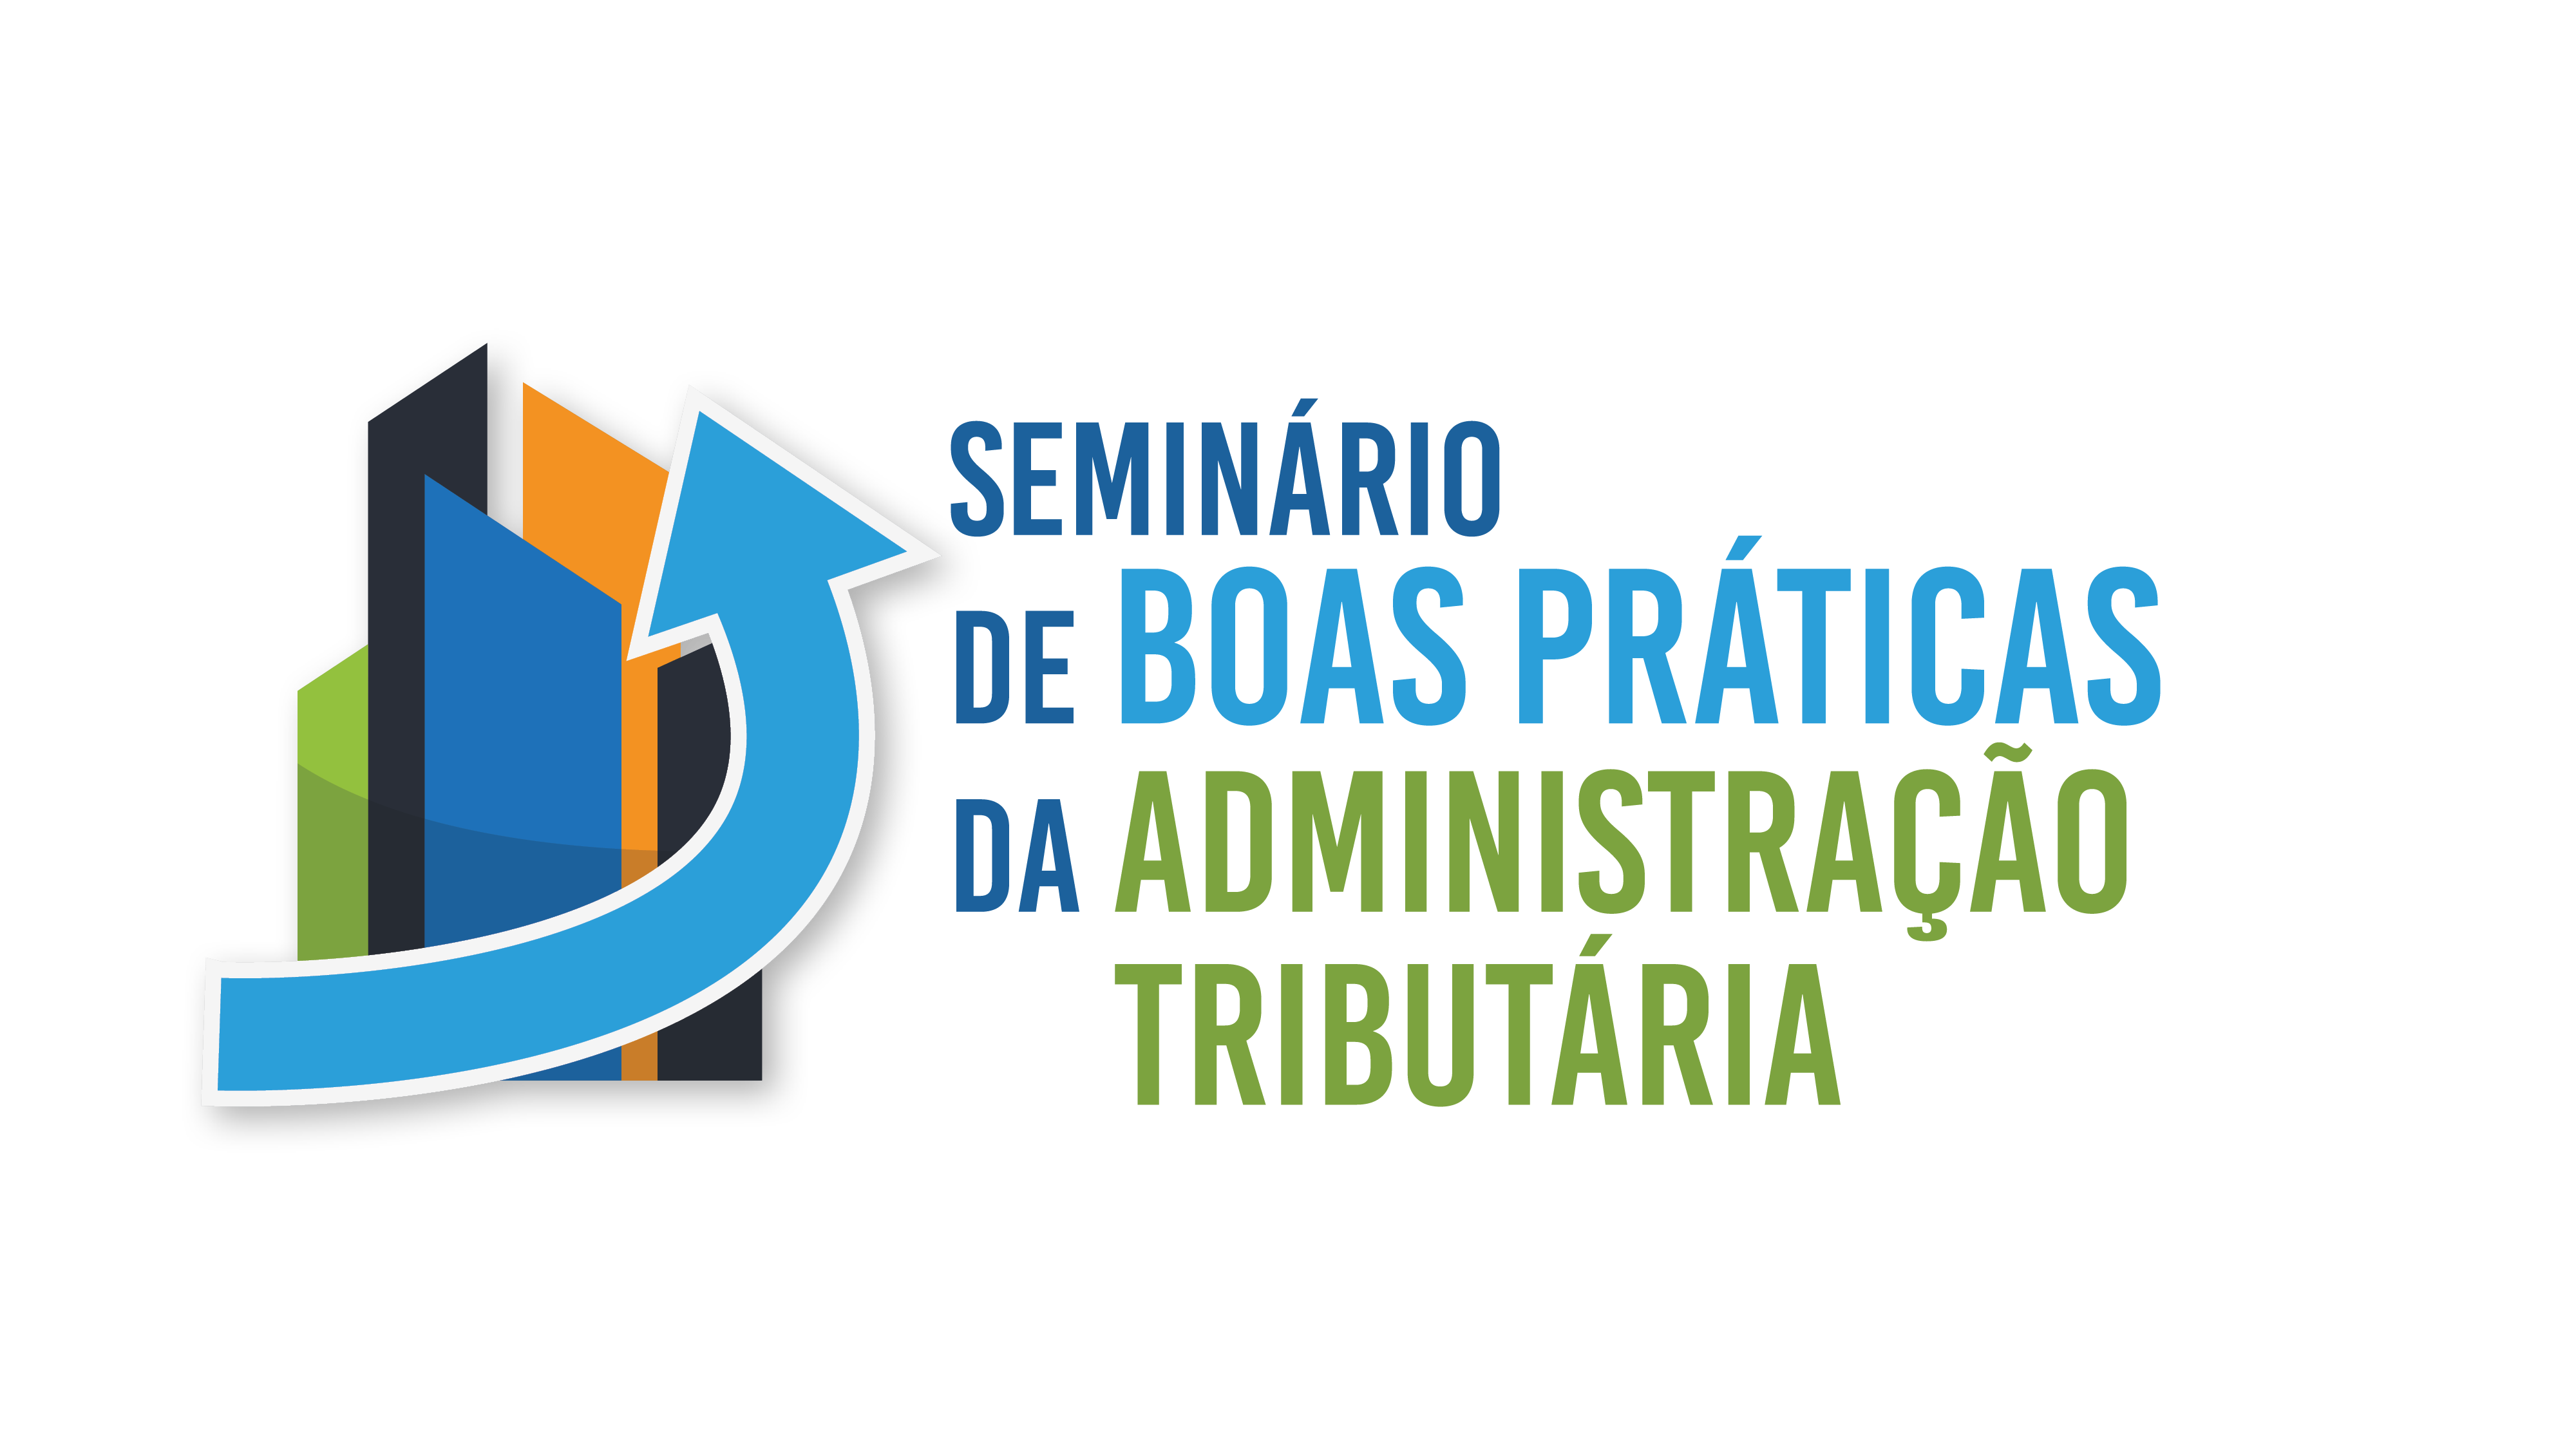 SEMINÁRIO
DE BOAS PRÁTICAS
DA ADMINISTRAÇÃO
TRIBUTÁRIA